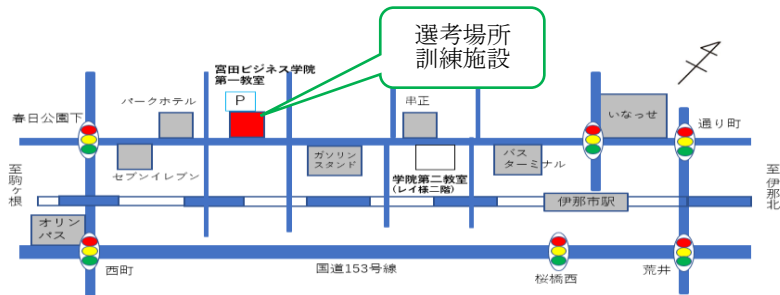 選考場所
訓練施設
宮田ビジネス学院
第一教室
P
パークホテル
串正
いなっせ
春日公園下
通り町
セブンイレブン
ガソリン
スタンド
学院第二教室
(レイ様二階)
バス
ターミナル
至駒ヶ根
至伊那北
伊那市駅
オリン
パス
西町
国道153号線
桜橋西
荒井